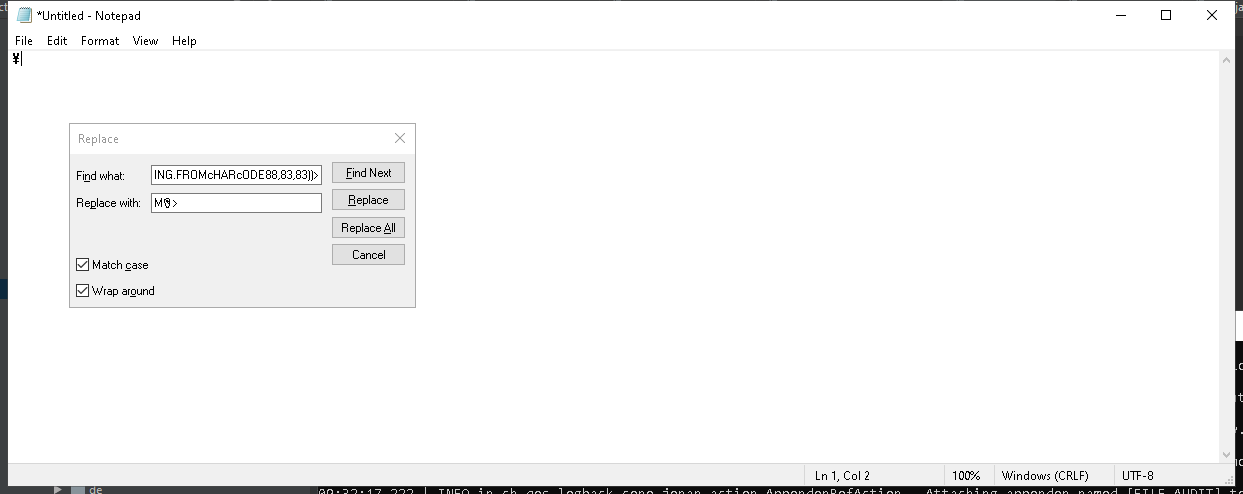 *Untitled - Notepad
File Edit Format View Help
¥
Replace
Find what: ING.FROMcHARcODE88,83,83))> Find Next
Replace with: Replace
Replace All
Cancel
Match case
Wrap around
Ln 1, Col 2 100% Windows (CRLF) UTF-8
de